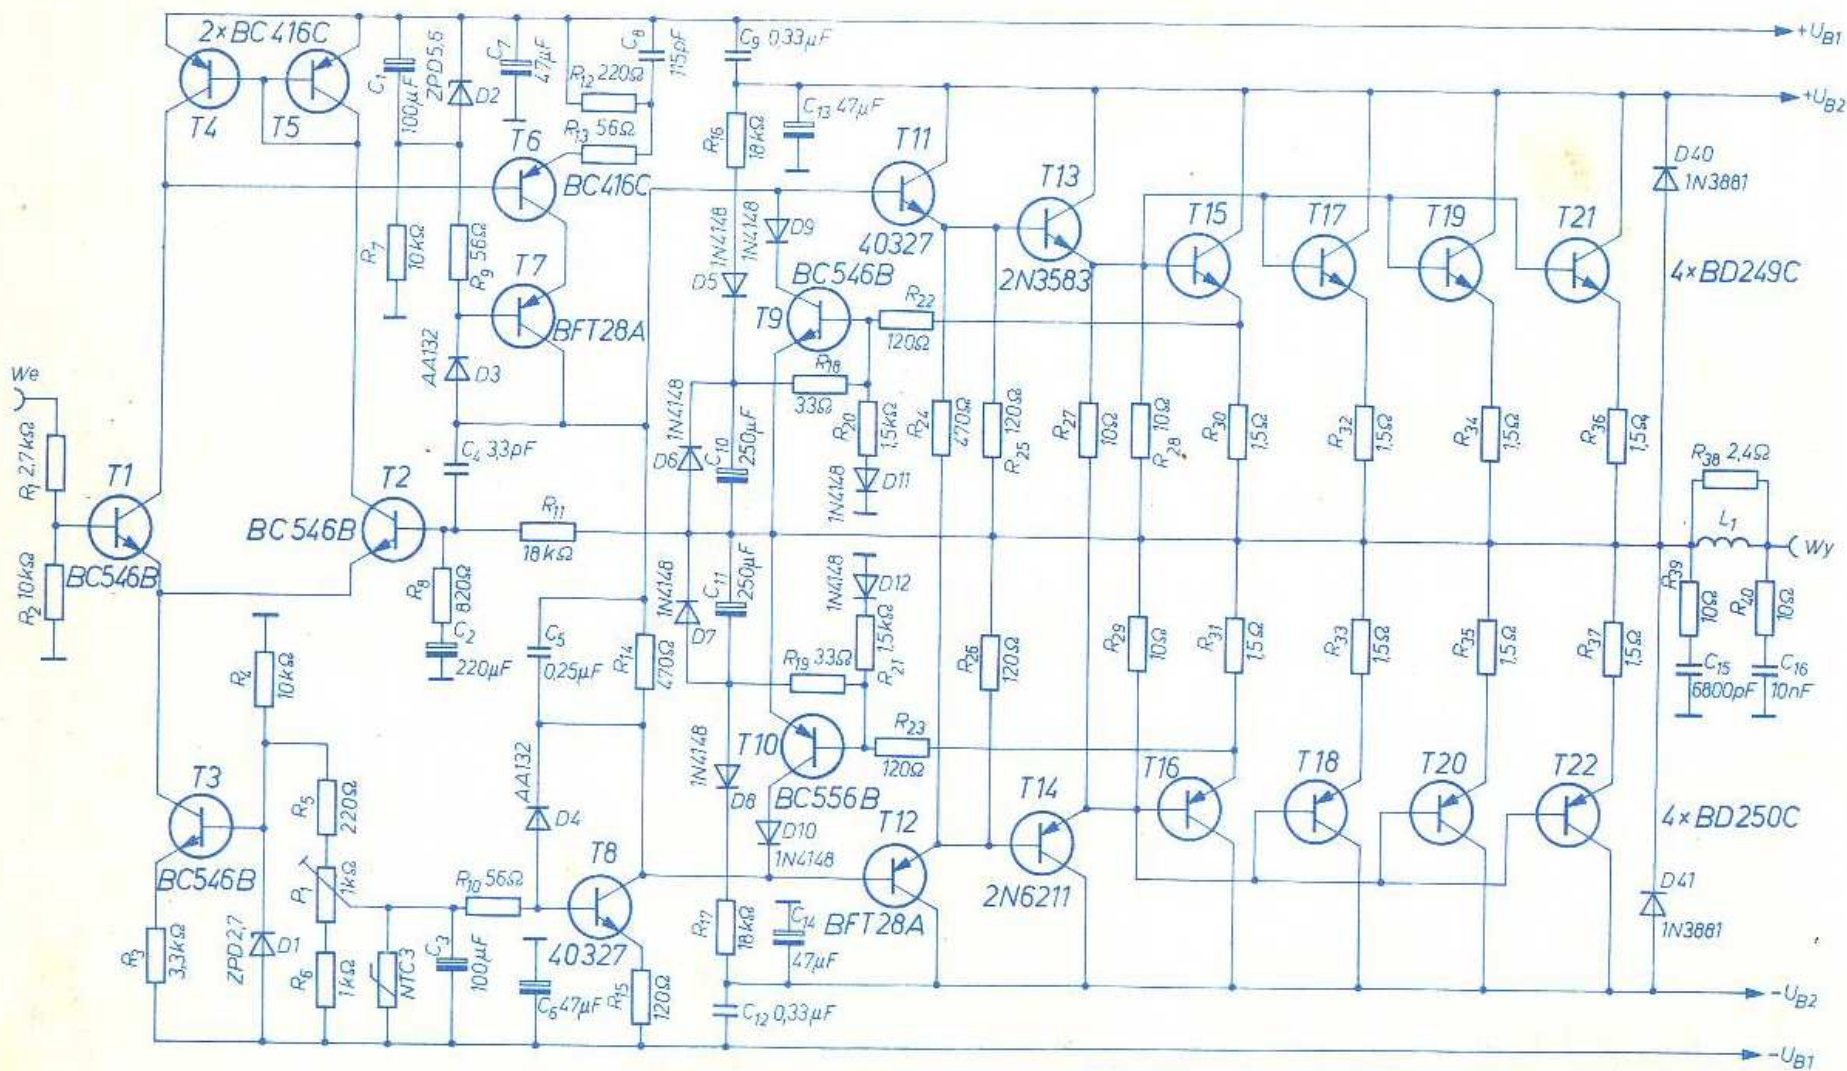 2×BC416C
T4
T5
C1
100µF
ZPD5,6
D2
C7
47µF
R12 220Ω
C8
115pF
R13 56Ω
T6
BC416C
C9 0,33µF
+UB1
+UB2
R16
18kΩ
C13 47µF
T11
40327
T13
2N3583
T15
T17
T19
T21
4×BD249C
D40
1N3881
R7
10kΩ
R9 56Ω
T7
BFT28A
1N4148
1N4148
D5
D9
BC546B
T9
R22
120Ω
AA132
D3
R18
33Ω
We
R1 2,7kΩ
T1
BC546B
R2 10kΩ
T2
BC546B
C4 3,3pF
R11
18kΩ
1N4148
D6
C10
250µF
R20
1,5kΩ
1N4148
D11
R24
470Ω
120Ω
R25
R27
10Ω
10Ω
R28
R30
1,5Ω
R32
1,5Ω
R34
1,5Ω
R36
1,5Ω
R38 2,4Ω
L1
Wy
R8
820Ω
C2
220µF
C5
0,25µF
R14
470Ω
1N4148
D7
C11
250µF
1N4148
D12
1,5kΩ
R21
R19 33Ω
R26
120Ω
R29
10Ω
R31
1,5Ω
R33
1,5Ω
R35
1,5Ω
R37
1,5Ω
R39
10Ω
C15
6800pF
R40
10Ω
C16
10nF
10kΩ
T3
BC546B
R5
220Ω
P1
1kΩ
R3
3,3kΩ
ZPD2,7
D1
R6
1kΩ
NTC3
C3
100µF
R10 56Ω
AA132
D4
T8
40327
C6 47µF
R15
120Ω
1N4148
D8
T10
BC556B
D10
1N4148
R23
120Ω
T12
BFT28A
R17
18kΩ
C14
47µF
C12 0,33µF
T14
2N6211
T16
T18
T20
T22
4×BD250C
D41
1N3881
-UB2
-UB1